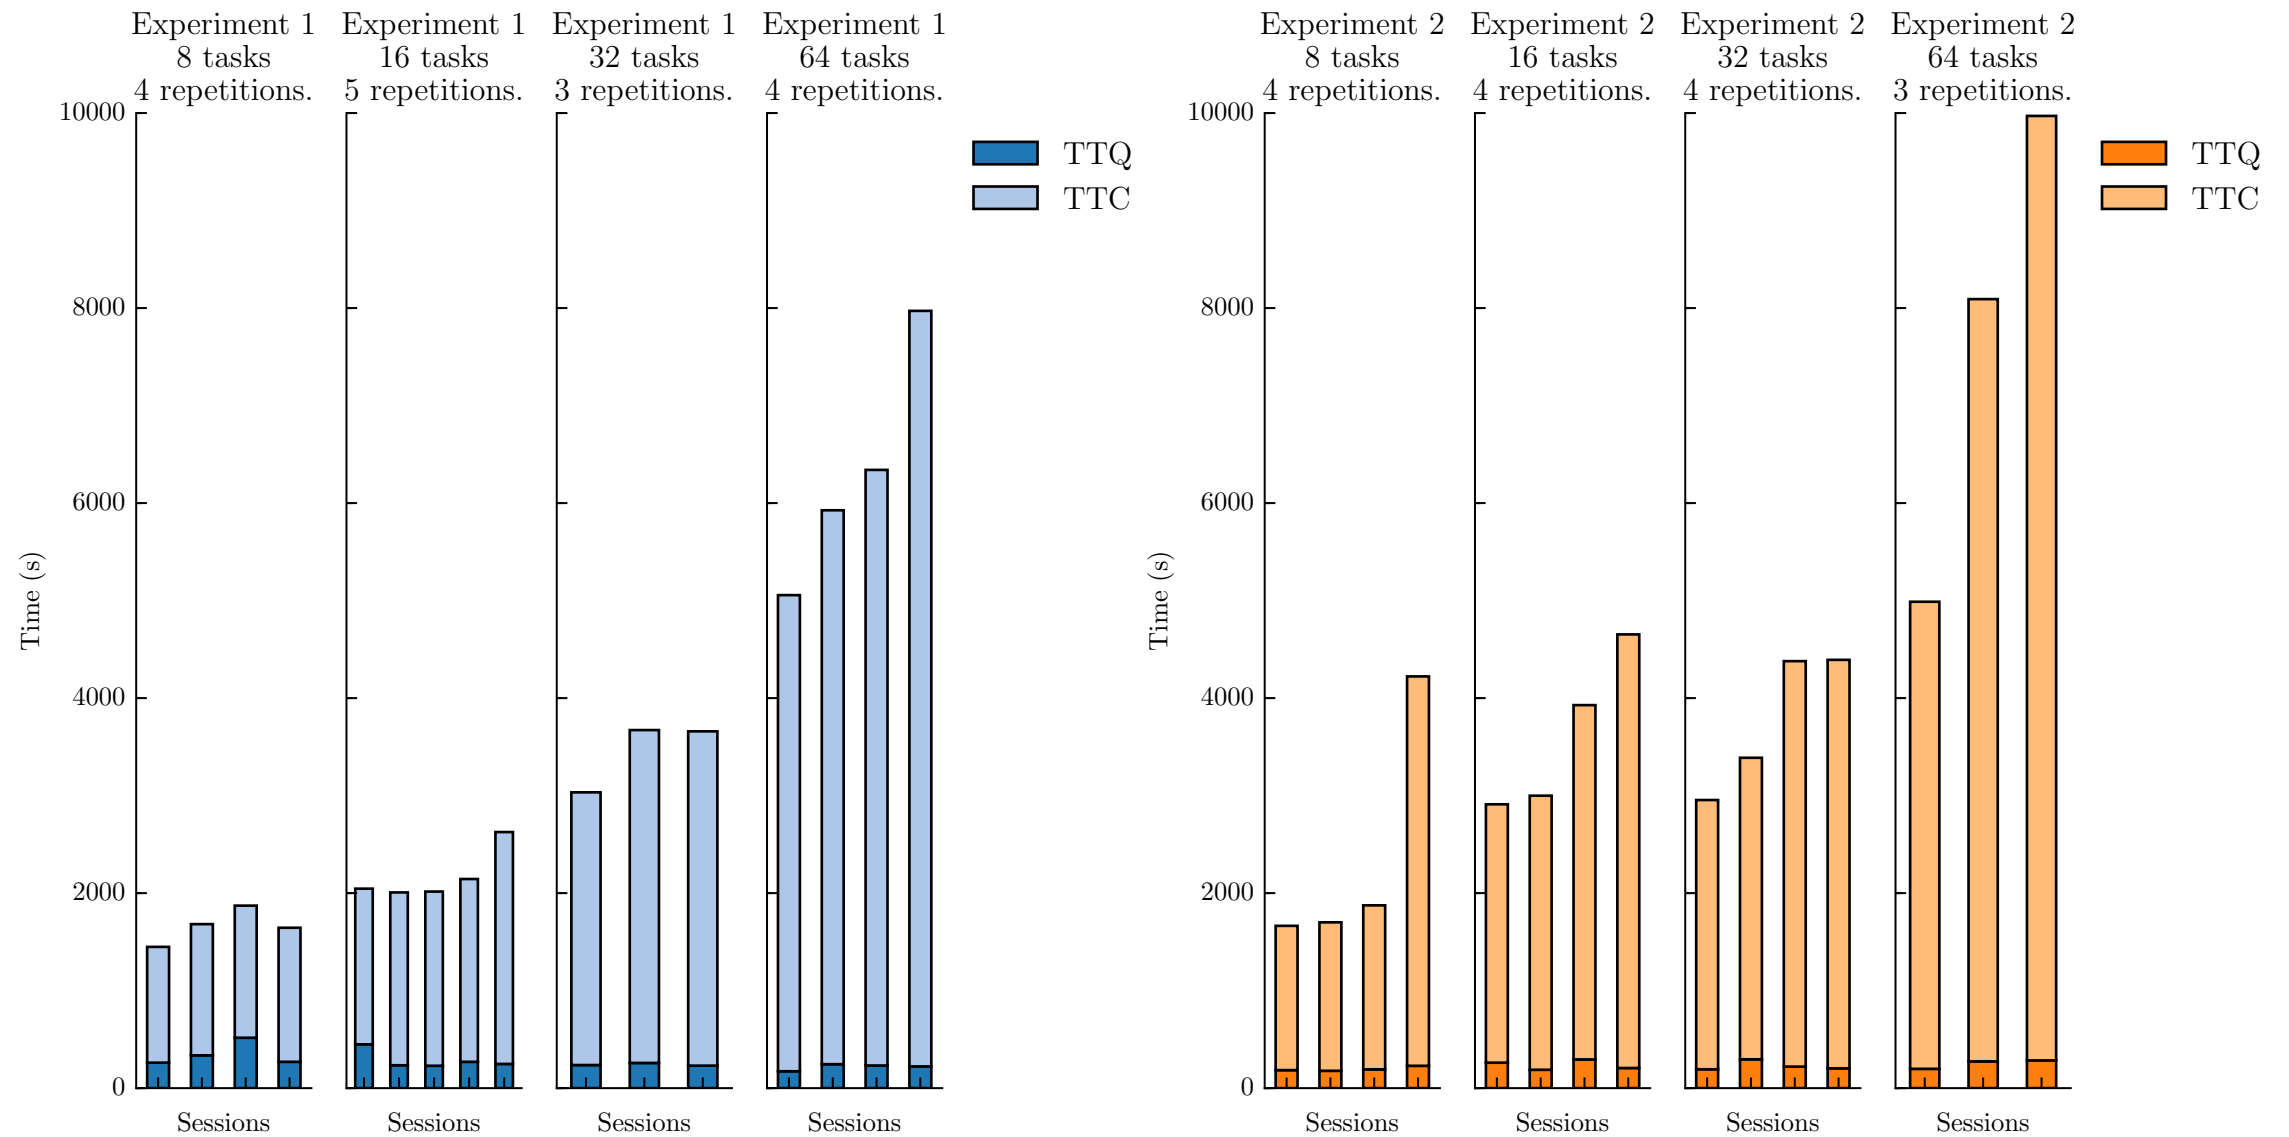 Experiment 1
8 tasks
4 repetitions.
Experiment 1
16 tasks
5 repetitions.
Experiment 1
32 tasks
3 repetitions.
Experiment 1
64 tasks
4 repetitions.
10000
8000
6000
4000
2000
0
Time (s)
Sessions
Sessions
Sessions
Sessions
TTQ
TTC
Experiment 2
8 tasks
4 repetitions.
Experiment 2
16 tasks
4 repetitions.
Experiment 2
32 tasks
4 repetitions.
Experiment 2
64 tasks
3 repetitions.
10000
8000
6000
4000
2000
0
Time (s)
Sessions
Sessions
Sessions
Sessions
TTQ
TTC